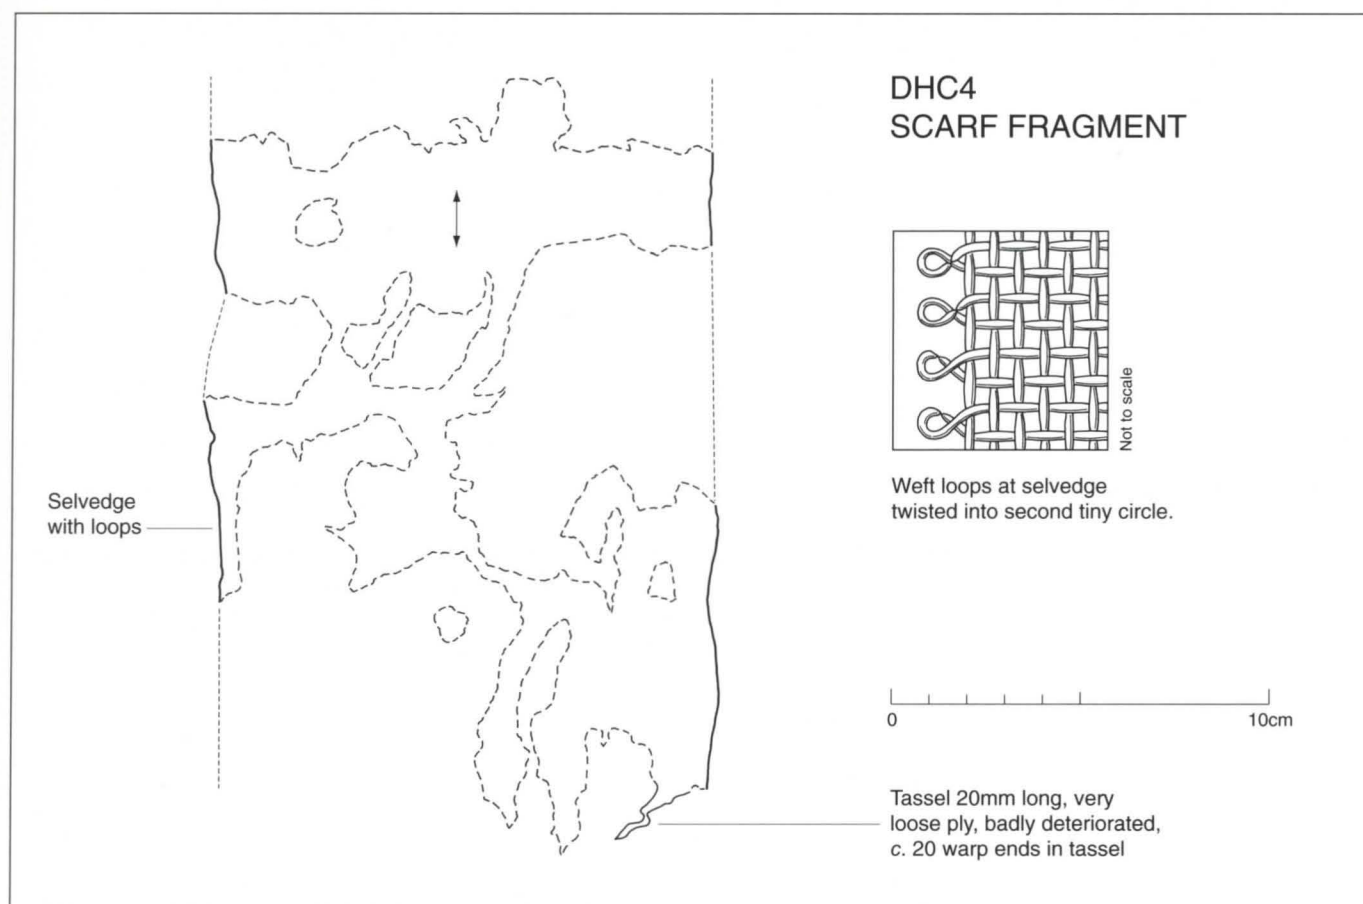 DHC4
SCARF FRAGMENT
Not to scale
Weft loops at selvedge
twisted into second tiny circle.
Selvedge
with loops
0
10cm
Tassel 20mm long, very
loose ply, badly deteriorated,
c. 20 warp ends in tassel